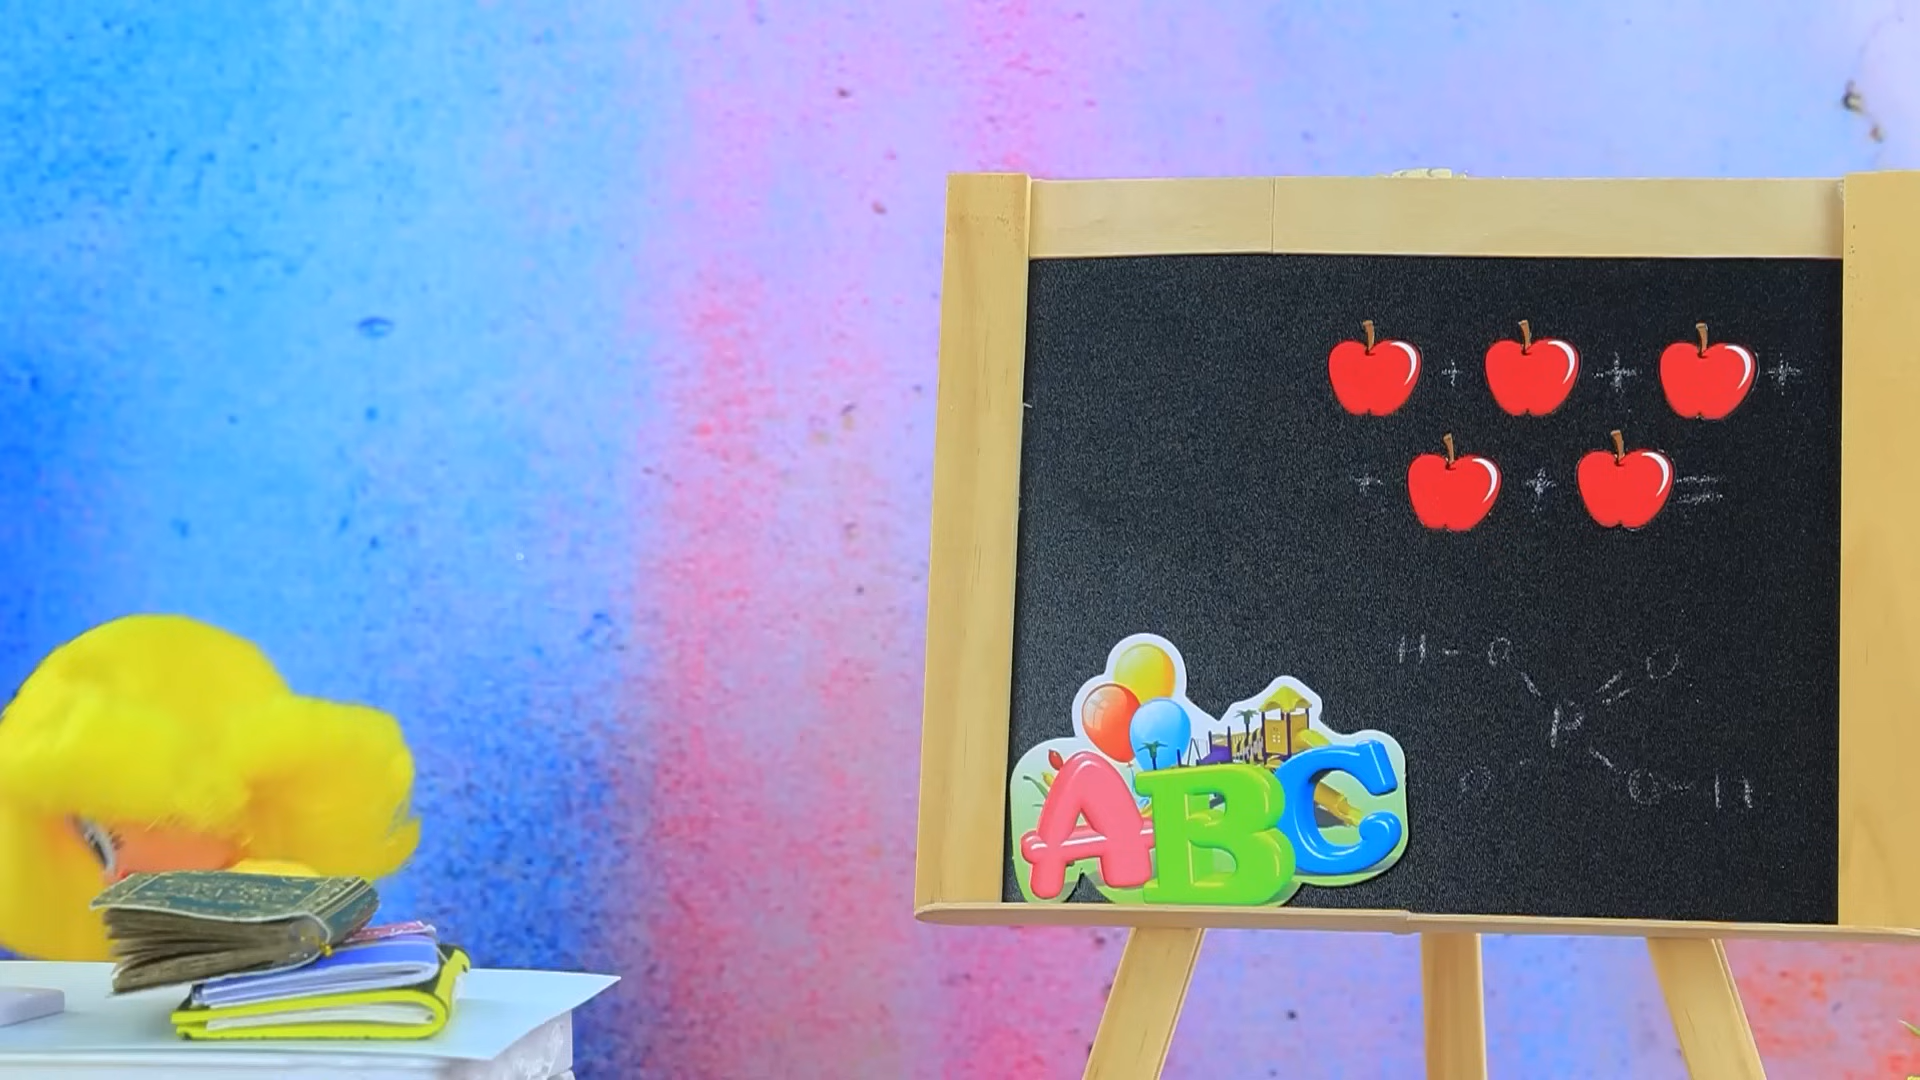 + + +
+ + =
H-O O
P
O-H
ABC